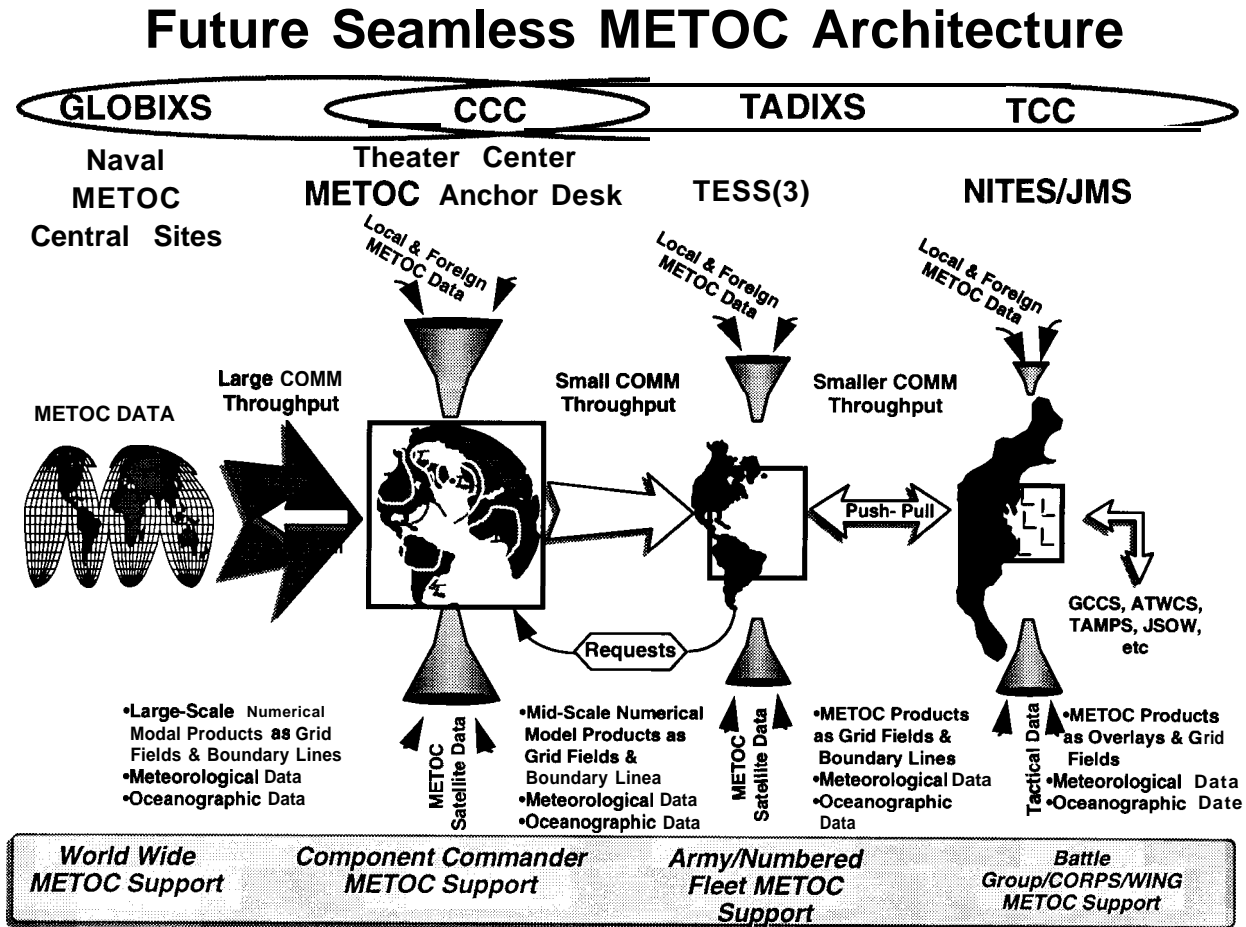 Future Seamless METOC Architecture
GLOBIXS
CCC
TADIXS
TCC
Naval
METOC
Central Sites
Theater Center
METOC Anchor Desk
TESS(3)
NITES/JMS
Local & Foreign
METOC Data
Local & Foreign
METOC Data
Local & Foreign
METOC Data
METOC DATA
Large COMM
Throughput
Small COMM
Throughput
Smaller COMM
Throughput
Push- Pull
Requests
GCCS, ATWCS,
TAMPS, JSOW,
etc
•Large-Scale Numerical
Modal Products as Grid
Fields & Boundary Lines
•Meteorological Data
•Oceanographic Data
METOC
Satellite Data
•Mid-Scale Numerical
Model Products as
Grid Fields &
Boundary Linea
•Meteorological Data
•Oceanographic Data
METOC
Satellite Data
•METOC Products
as Grid Fields &
Boundary Lines
•Meteorological Data
•Oceanographic
Data
Tactical Data
•METOC Products
as Overlays & Grid
Fields
•Meteorological Data
•Oceanographic Date
World Wide
METOC Support
Component Commander
METOC Support
Army/Numbered
Fleet METOC
Support
Battle
Group/CORPS/WING
METOC Support